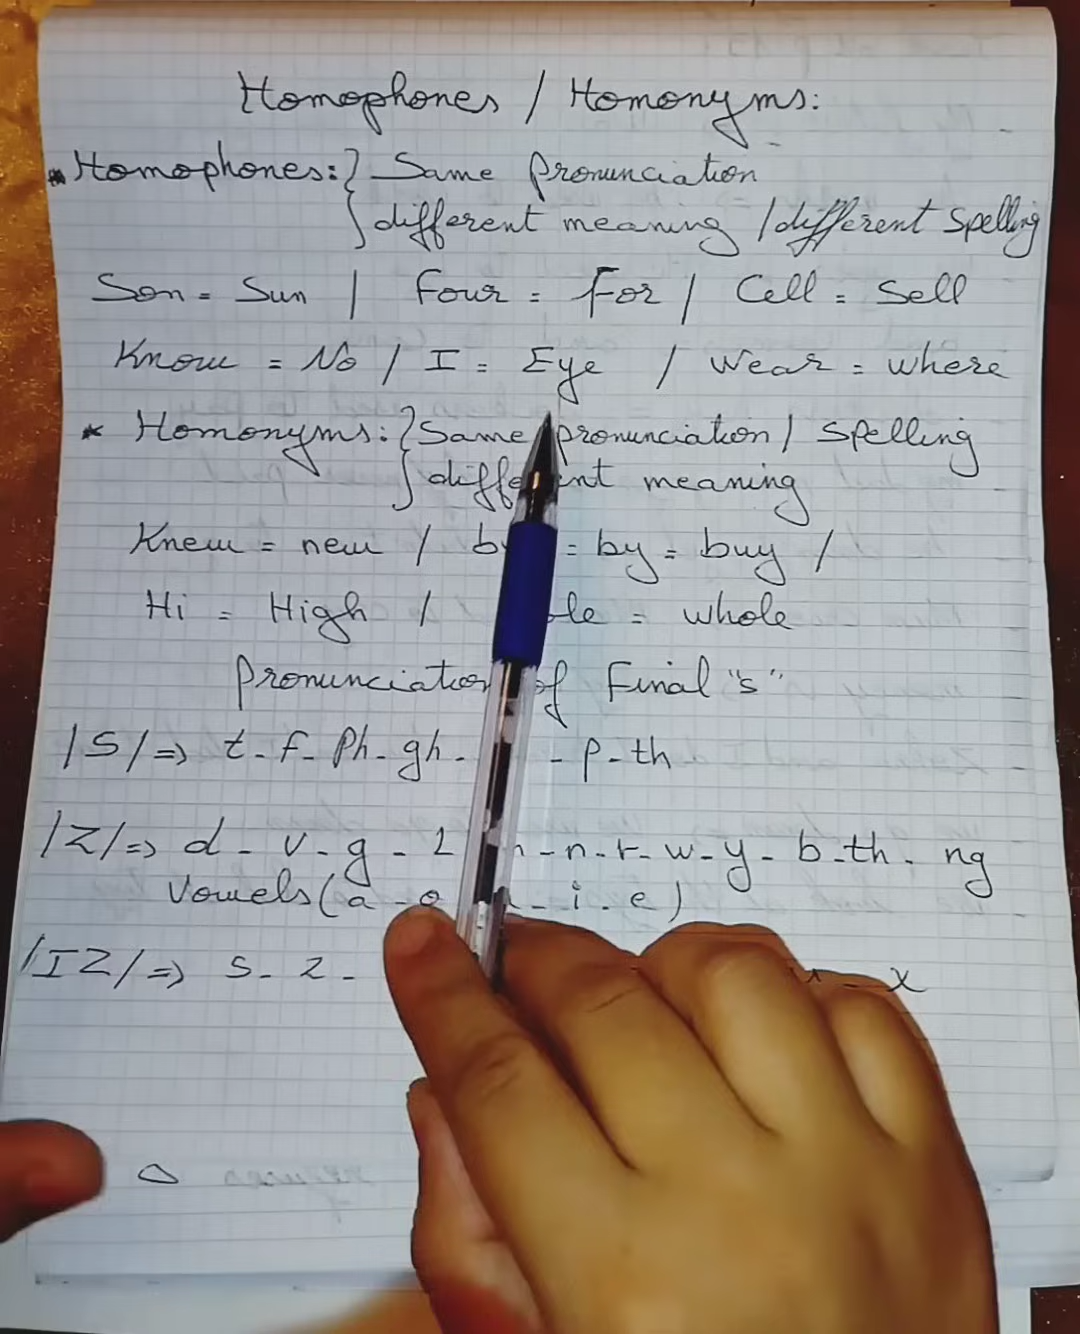 Homophones / Homonyms:
* Homophones: } Same pronunciation
{ different meaning / different spelling
Son = Sun / Four = For / Cell = Sell
Know = No / I = Eye / Wear = where
* Homonyms: } Same pronunciation / spelling
} different meaning
Knew = new / = by = buy /
Hi = High / = whole
Pronunciation of Final "s"
/S/ => t - f - ph - gh - - p - th
/Z/ => d - v - g - l - n - r - w - y - b - th - ng
Vowels (a - o - i - e)
/IZ/ => s - z - - x